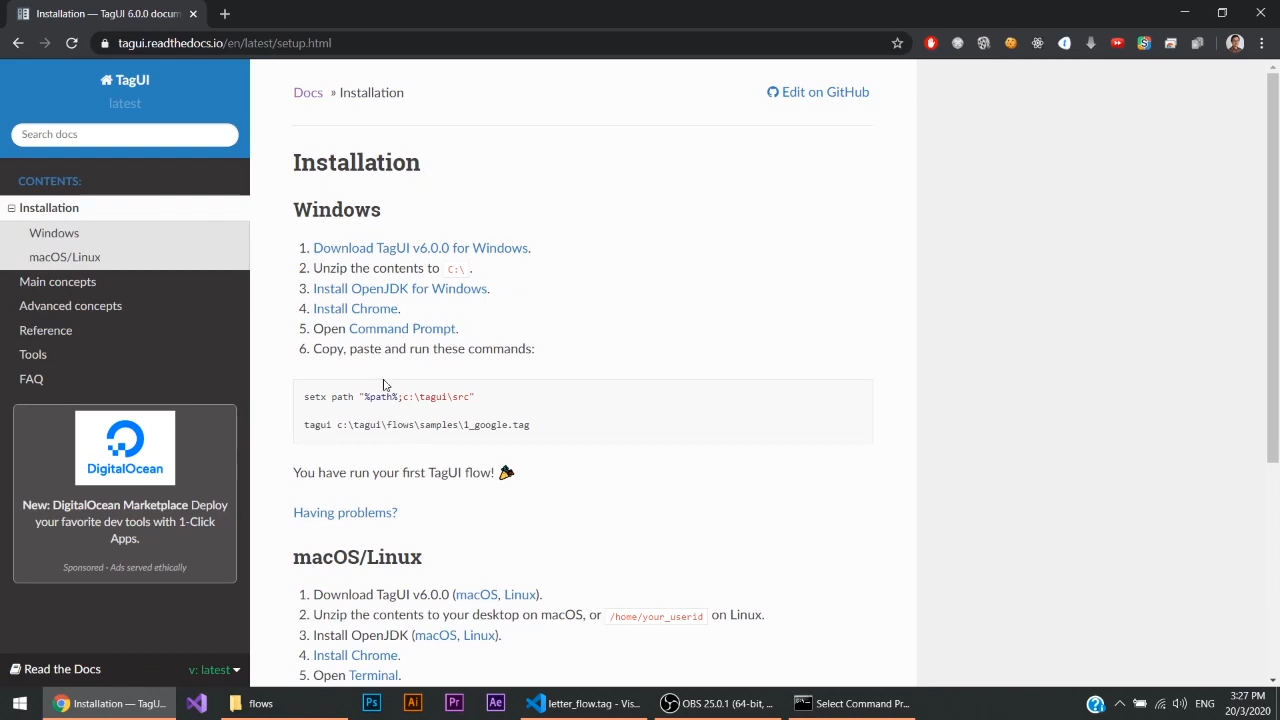 Installation — TagUI 6.0.0 docum
tagui.readthedocs.io/en/latest/setup.html
TagUI
latest
Search docs
CONTENTS:
Installation
Windows
macOS/Linux
Main concepts
Advanced concepts
Reference
Tools
FAQ
DigitalOcean
New: DigitalOcean Marketplace Deploy
your favorite dev tools with 1-Click
Apps.
Sponsored · Ads served ethically
Read the Docs
v: latest
Docs » Installation
Edit on GitHub
Installation
Windows
1. Download TagUI v6.0.0 for Windows.
2. Unzip the contents to C:\ .
3. Install OpenJDK for Windows.
4. Install Chrome.
5. Open Command Prompt.
6. Copy, paste and run these commands:
setx path "%path%;c:\tagui\src"
tagui c:\tagui\flows\samples\1_google.tag
You have run your first TagUI flow!
Having problems?
macOS/Linux
1. Download TagUI v6.0.0 (macOS, Linux).
2. Unzip the contents to your desktop on macOS, or /home/your_userid on Linux.
3. Install OpenJDK (macOS, Linux).
4. Install Chrome.
5. Open Terminal.
Installation — TagU...
flows
Ps
Ai
Pr
Ae
letter_flow.tag - Vis...
OBS 25.0.1 (64-bit, ...
Select Command Pr...
ENG
3:27 PM
20/3/2020